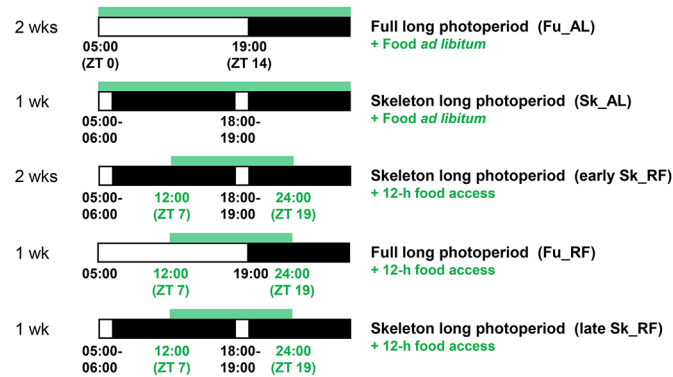 2 wks
05:00 19:00
(ZT 0) (ZT 14)
Full long photoperiod (Fu_AL)
+ Food ad libitum
1 wk
05:00- 18:00-
06:00 19:00
Skeleton long photoperiod (Sk_AL)
+ Food ad libitum
2 wks
05:00- 12:00 18:00- 24:00
06:00 (ZT 7) 19:00 (ZT 19)
Skeleton long photoperiod (early Sk_RF)
+ 12-h food access
1 wk
05:00 12:00 19:00 24:00
(ZT 7) (ZT 19)
Full long photoperiod (Fu_RF)
+ 12-h food access
1 wk
05:00- 12:00 18:00- 24:00
06:00 (ZT 7) 19:00 (ZT 19)
Skeleton long photoperiod (late Sk_RF)
+ 12-h food access